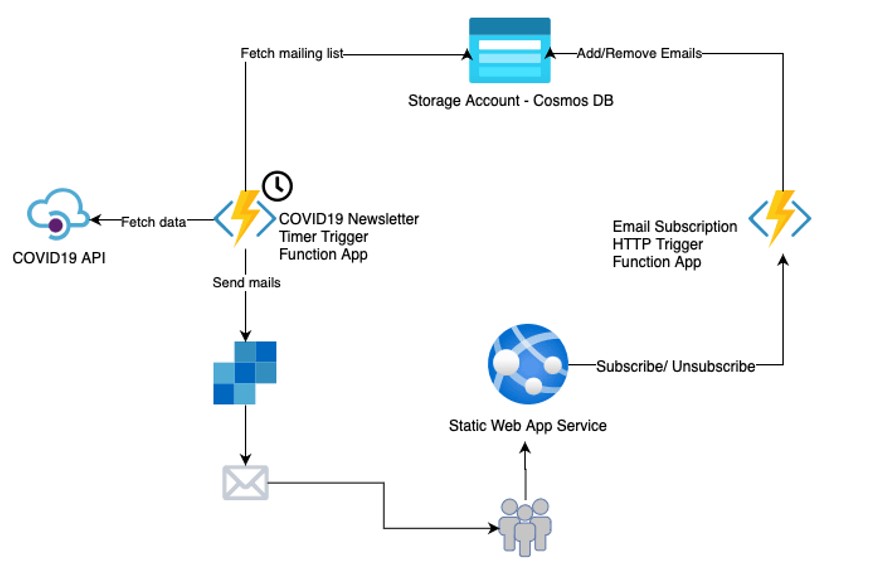 Fetch mailing list
Add/Remove Emails
Storage Account - Cosmos DB
Fetch data
COVID19 API
COVID19 Newsletter
Timer Trigger
Function App
Email Subscription
HTTP Trigger
Function App
Send mails
Subscribe/ Unsubscribe
Static Web App Service